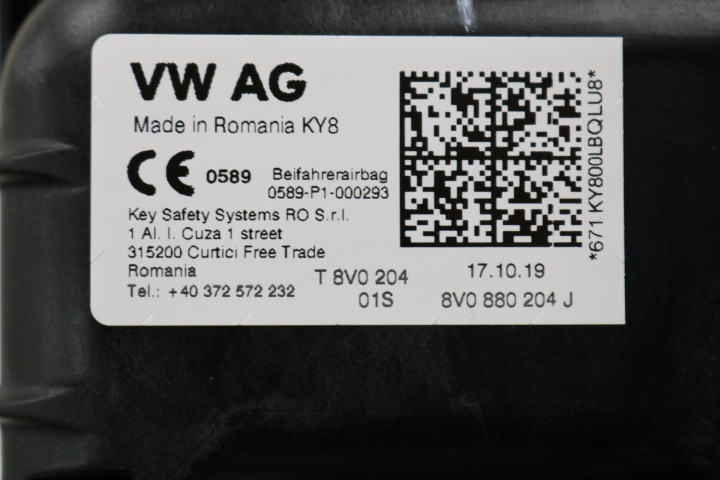 VW AG
Made in Romania KY8
CE 0589 Beifahrerairbag
0589-P1-000293
Key Safety Systems RO S.r.l.
1 Al. I. Cuza 1 street
315200 Curtici Free Trade
Romania
Tel.: +40 372 572 232
T 8V0 204
01S
17.10.19
8V0 880 204 J
*671 KY800LBQLU8*